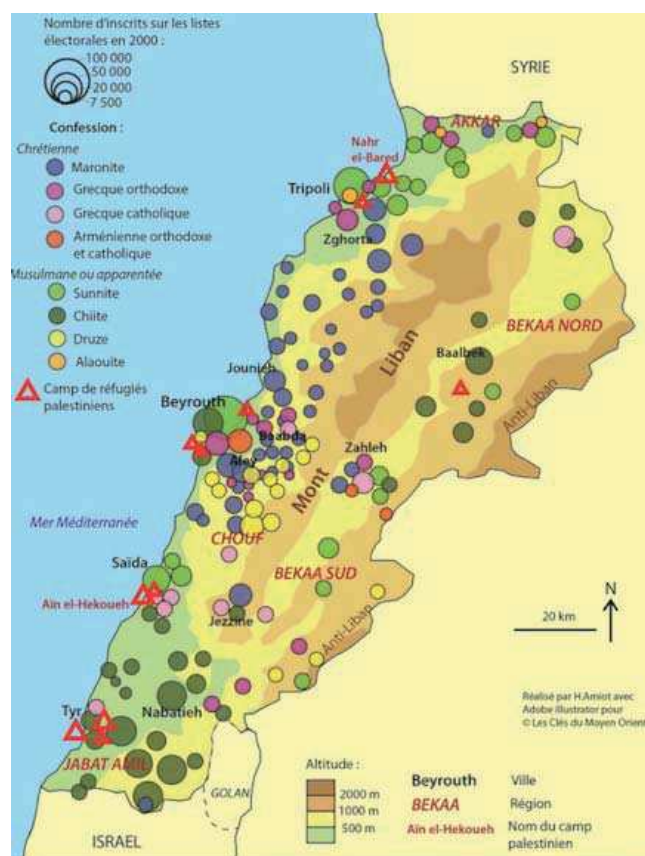 Nombre d'inscrits sur les listes
électorales en 2000 :
100 000
50 000
20 000
7 500
Confession :
Chrétienne
Maronite
Grecque orthodoxe
Grecque catholique
Arménienne orthodoxe
et catholique
Musulmane ou apparentée
Sunnite
Chiite
Druze
Alaouite
Camp de réfugiés
palestiniens
SYRIE
AKKAR
Nahr
el-Bared
Tripoli
Zghorta
Liban
BEKAA NORD
Baalbek
Anti-Liban
Jounieh
Beyrouth
Baabda
Zahleh
Aley
Mont
Mer Méditerranée
CHOUF
Saïda
BEKAA SUD
Aïn el-Hekoueh
Jezzine
Anti-Liban
N
20 km
Tyr
Nabatieh
JABAT AMIL
GOLAN
ISRAEL
Réalisé par H.Amiot avec
Adobe Illustrator pour
© Les Clés du Moyen Orient
Altitude :
2000 m
1000 m
500 m
Beyrouth
Ville
BEKAA
Région
Aïn el-Hekoueh
Nom du camp
palestinien